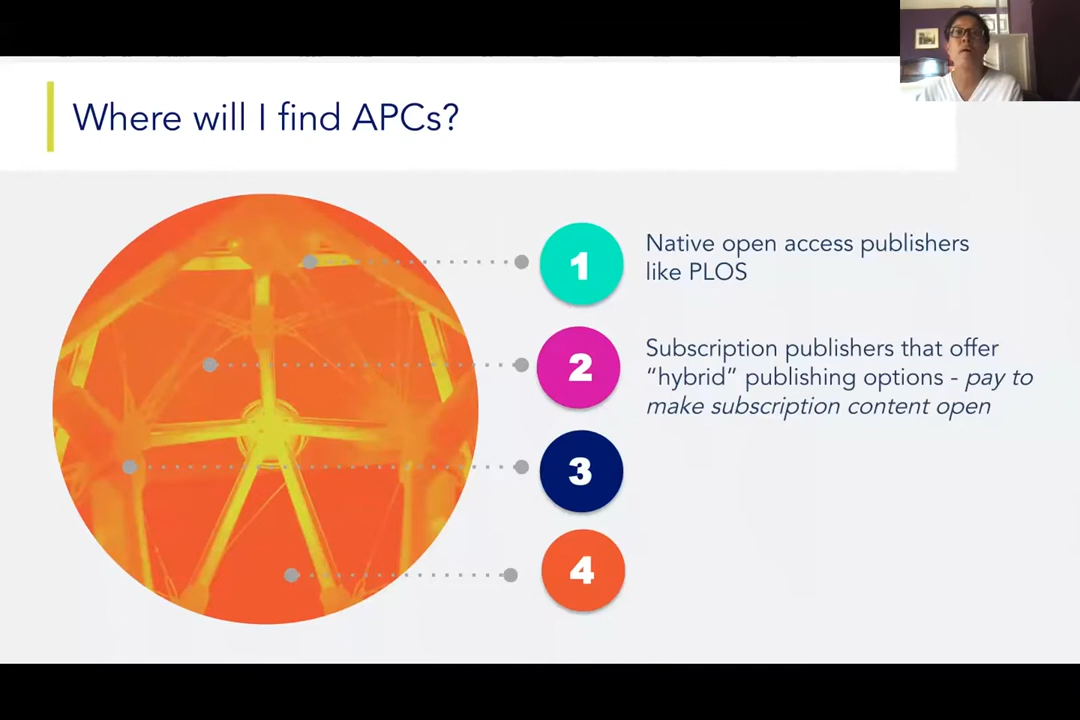 Where will I find APCs?
1
Native open access publishers
like PLOS
2
Subscription publishers that offer
“hybrid” publishing options - pay to
make subscription content open
3
4